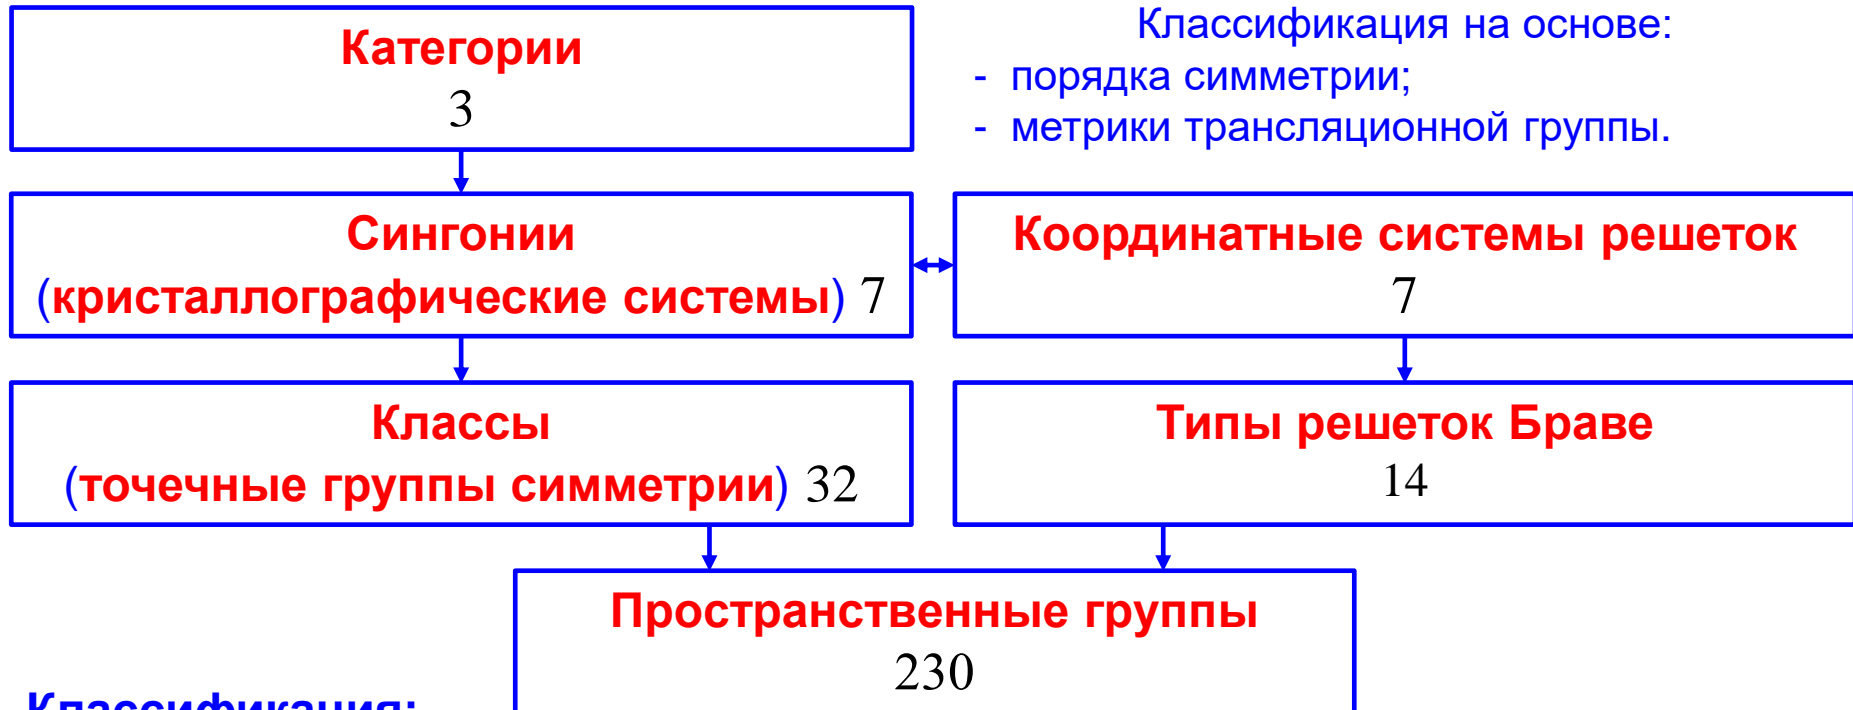 Категории
3
Классификация на основе:
- порядка симметрии;
- метрики трансляционной группы.
Сингонии
(кристаллографические системы) 7
Координатные системы решеток
7
Классы
(точечные группы симметрии) 32
Типы решеток Браве
14
Пространственные группы
230
Классификация: